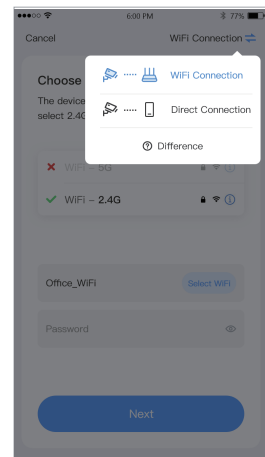 6:00 PM
77%
Cancel
WiFi Connection
Choose
WiFi Connection
The device
select 2.4G
Direct Connection
Difference
WiFi – 5G
WiFi – 2.4G
Office_WiFi
Select WiFi
Password
Next